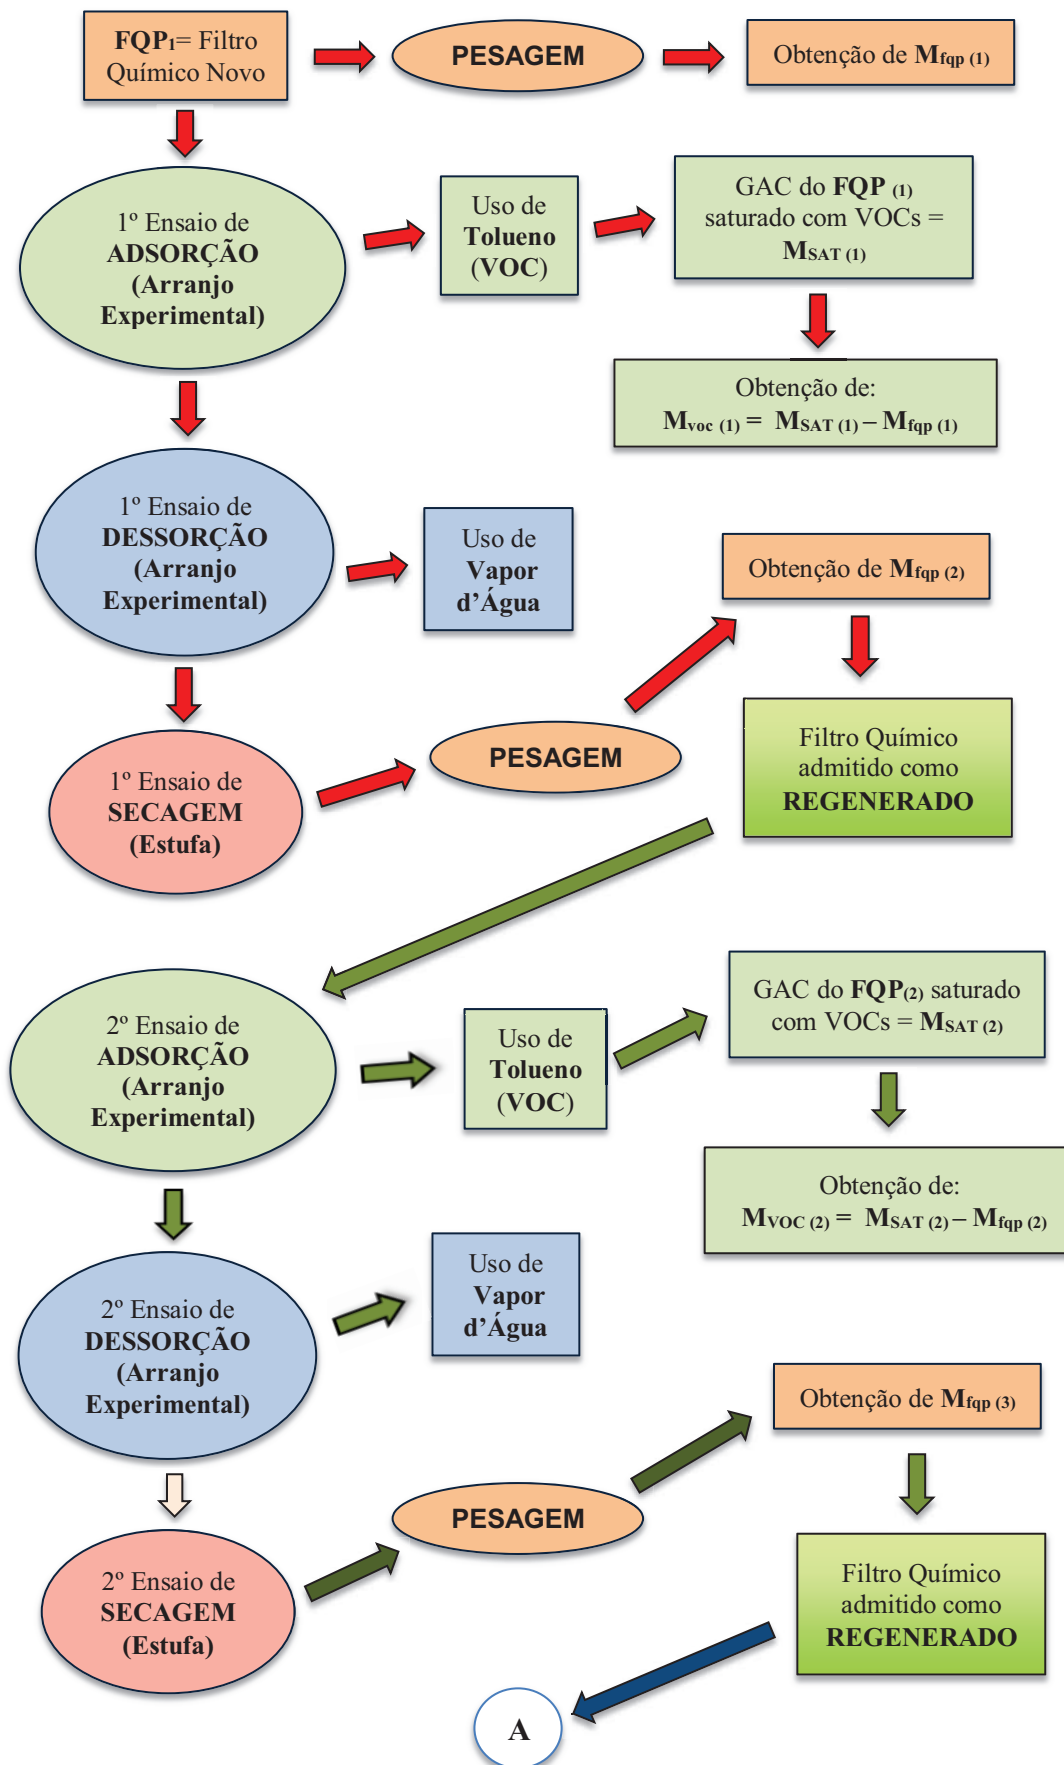 FQP1= Filtro
Químico Novo
PESAGEM
Obtenção de Mfqp (1)
1º Ensaio de
ADSORÇÃO
(Arranjo
Experimental)
Uso de
Tolueno
(VOC)
GAC do FQP (1)
saturado com VOCs =
MSAT (1)
Obtenção de:
Mvoc (1) = MSAT (1) – Mfqp (1)
1º Ensaio de
DESSORÇÃO
(Arranjo
Experimental)
Uso de
Vapor
d’Água
Obtenção de Mfqp (2)
1º Ensaio de
SECAGEM
(Estufa)
PESAGEM
Filtro Químico
admitido como
REGENERADO
2º Ensaio de
ADSORÇÃO
(Arranjo
Experimental)
Uso de
Tolueno
(VOC)
GAC do FQP(2) saturado
com VOCs = MSAT (2)
Obtenção de:
MVOC (2) = MSAT (2) – Mfqp (2)
2º Ensaio de
DESSORÇÃO
(Arranjo
Experimental)
Uso de
Vapor
d’Água
Obtenção de Mfqp (3)
2º Ensaio de
SECAGEM
(Estufa)
PESAGEM
Filtro Químico
admitido como
REGENERADO
A